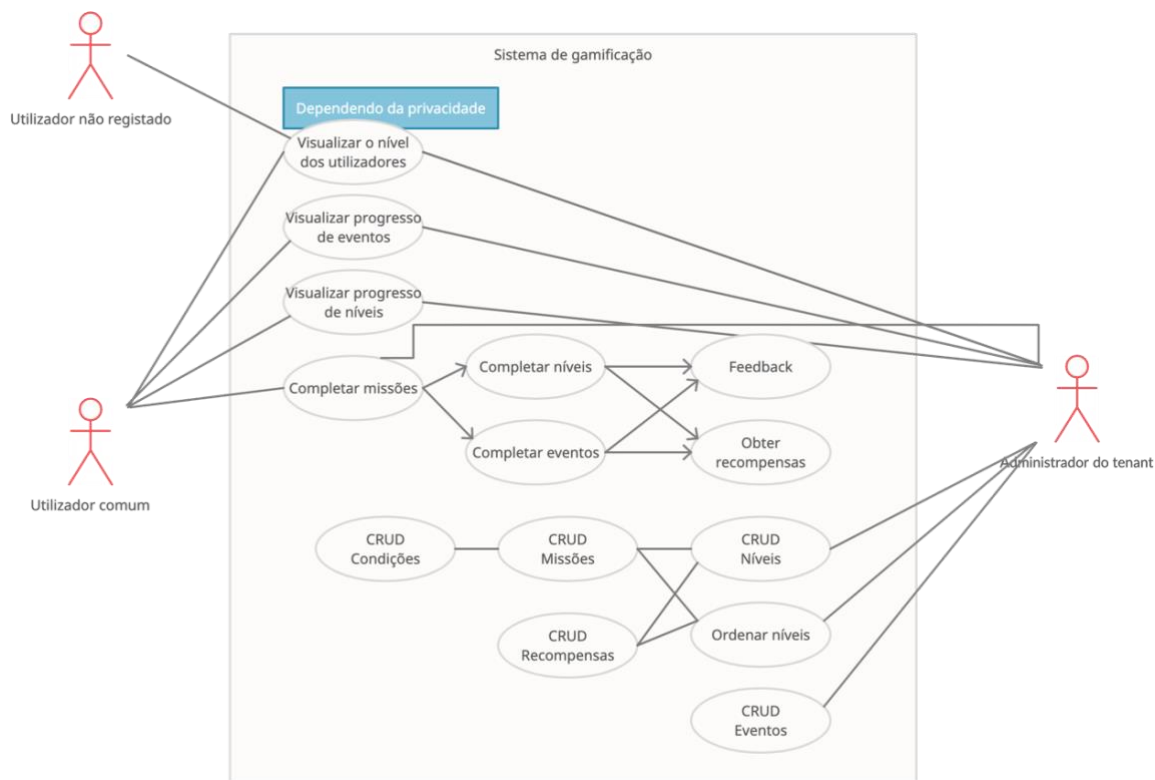 Sistema de gamificação
Utilizador não registado
Dependendo da privacidade
Visualizar o nível
dos utilizadores
Visualizar progresso
de eventos
Visualizar progresso
de níveis
Completar missões
Completar níveis
Feedback
Completar eventos
Obter
recompensas
Utilizador comum
Administrador do tenant
CRUD
Condições
CRUD
Missões
CRUD
Níveis
CRUD
Recompensas
Ordenar níveis
CRUD
Eventos